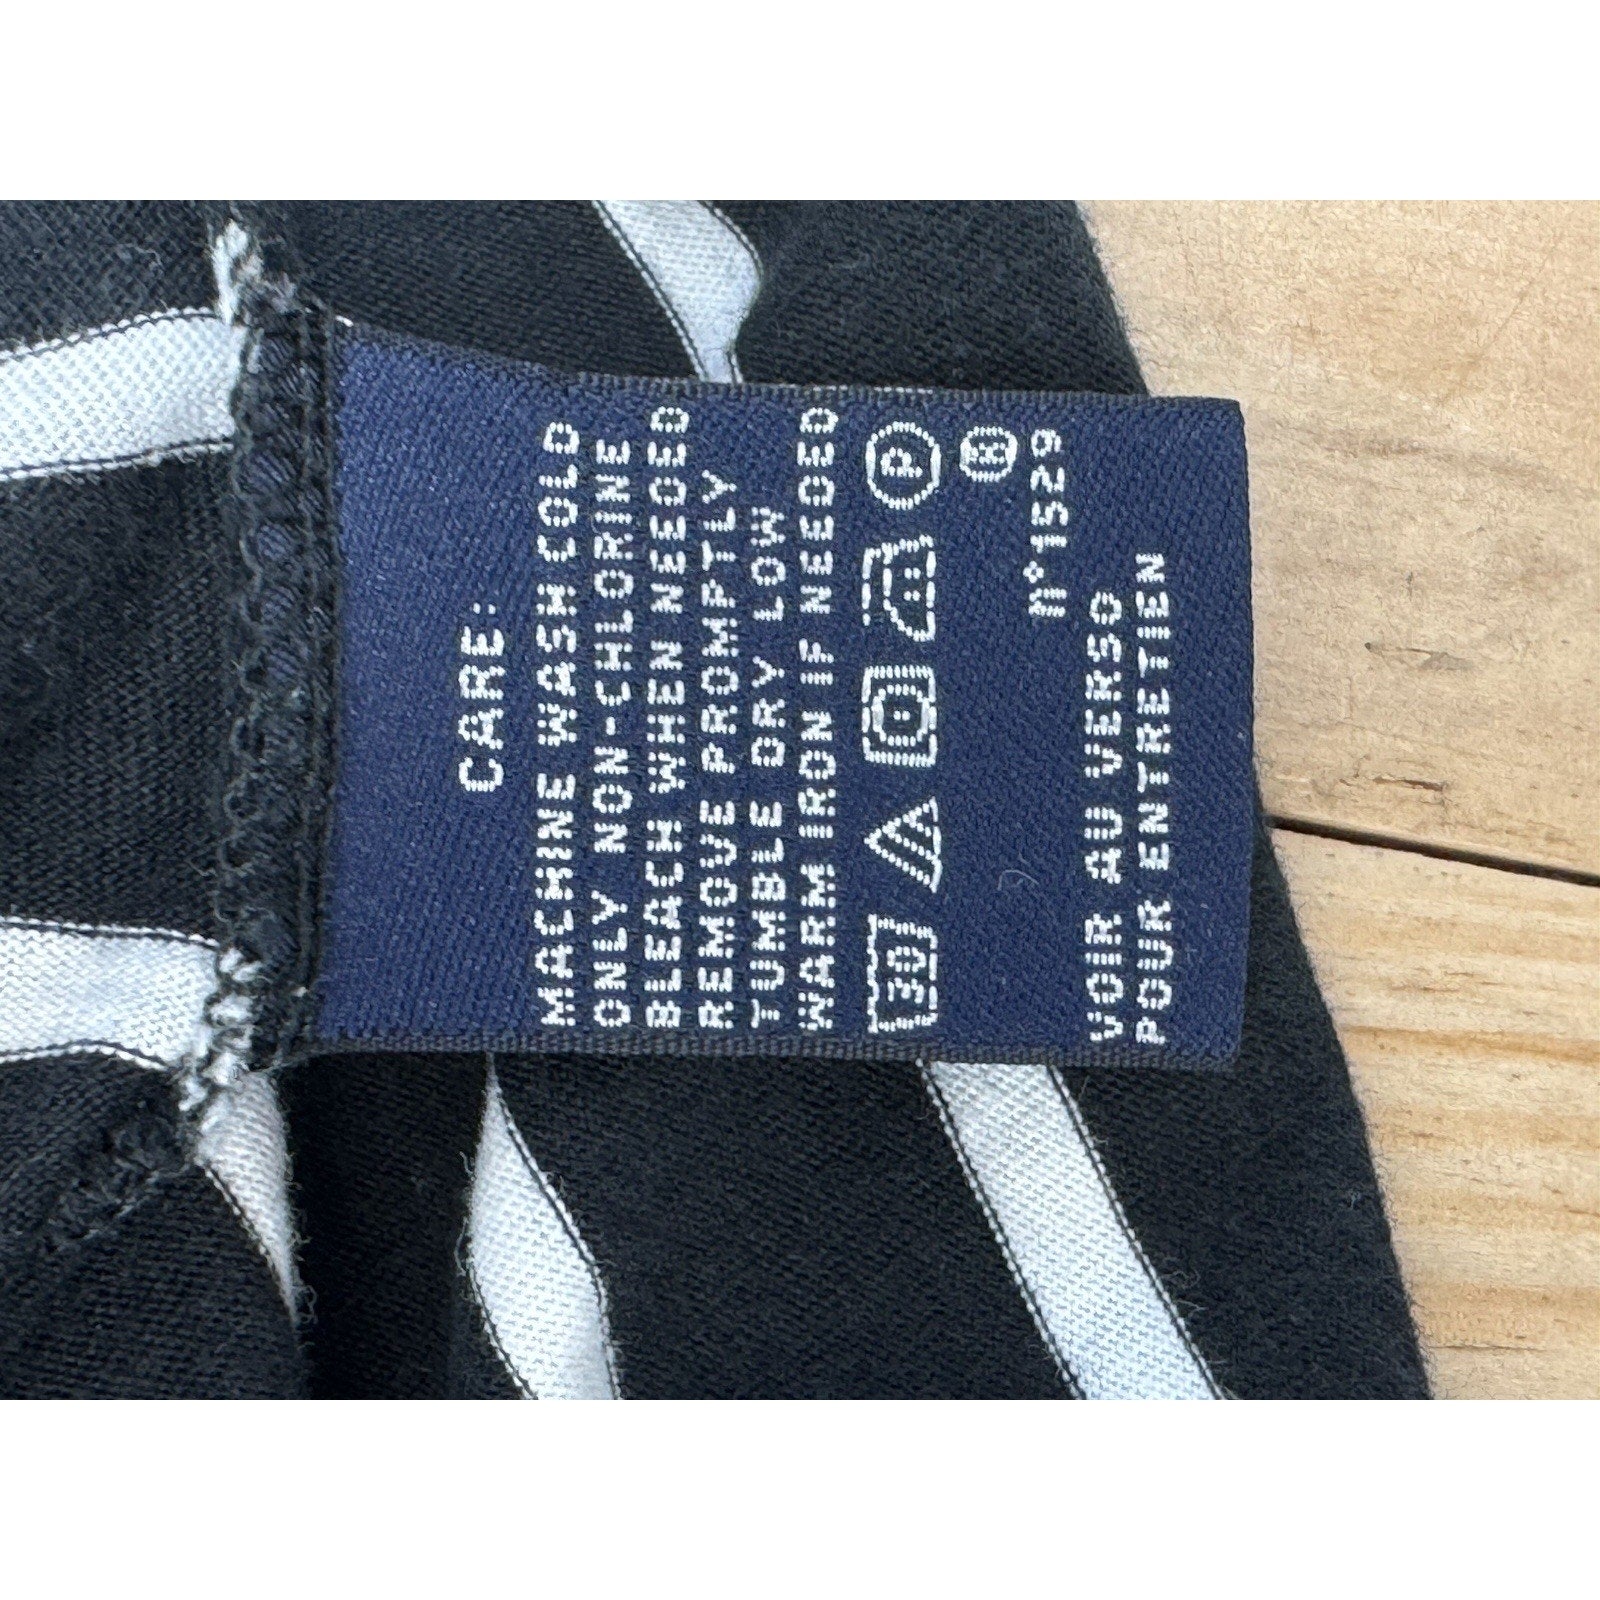 CARE:
MACHINE WASH COLD
ONLY NON-CHLORINE
BLEACH WHEN NEEDED
REMOVE PROMPTLY
TUMBLE DRY LOW
WARM IRON IF NEEDED
30 P
n°1529
VOIR AU VERSO
POUR ENTRETIEN